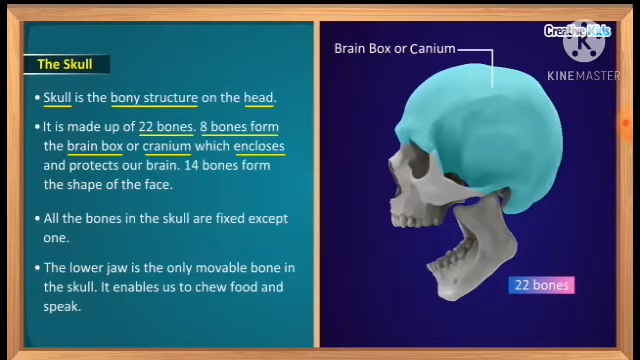 The Skull
• Skull is the bony structure on the head.
• It is made up of 22 bones. 8 bones form
the brain box or cranium which encloses
and protects our brain. 14 bones form
the shape of the face.
• All the bones in the skull are fixed except
one.
• The lower jaw is the only movable bone in
the skull. It enables us to chew food and
speak.
Brain Box or Canium
22 bones
Creative Kids
KINEMASTER